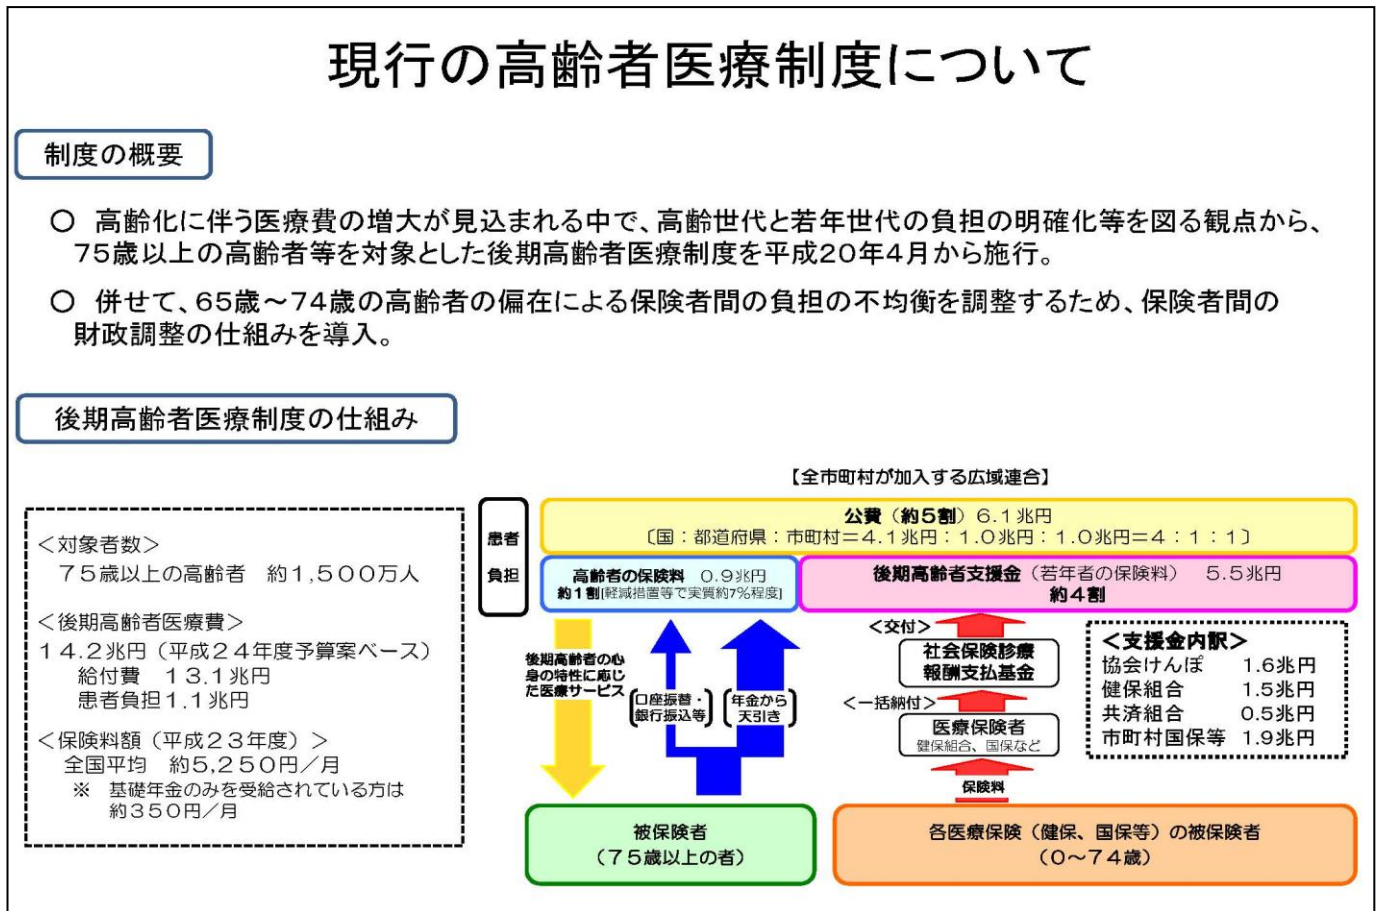 現行の高齢者医療制度について
制度の概要
○ 高齢化に伴う医療費の増大が見込まれる中で、高齢世代と若年世代の負担の明確化等を図る観点から、
75歳以上の高齢者等を対象とした後期高齢者医療制度を平成20年4月から施行。
○ 併せて、65歳～74歳の高齢者の偏在による保険者間の負担の不均衡を調整するため、保険者間の
財政調整の仕組みを導入。
後期高齢者医療制度の仕組み
＜対象者数＞
75歳以上の高齢者 約1,500万人
＜後期高齢者医療費＞
14.2兆円（平成24年度予算案ベース）
給付費 13.1兆円
患者負担1.1兆円
＜保険料額（平成23年度）＞
全国平均 約5,250円／月
※ 基礎年金のみを受給されている方は
約350円／月
【全市町村が加入する広域連合】
患者
負担
公費（約5割）6.1兆円
〔国：都道府県：市町村＝4.1兆円：1.0兆円：1.0兆円＝4：1：1〕
高齢者の保険料 0.9兆円
約1割[軽減措置等で実質約7％程度]
後期高齢者支援金（若年者の保険料） 5.5兆円
約4割
後期高齢者の心
身の特性に応じ
た医療サービス
口座振替・
銀行振込等
年金から
天引き
＜交付＞
社会保険診療
報酬支払基金
＜一括納付＞
医療保険者
健保組合、国保など
保険料
＜支援金内訳＞
協会けんぽ 1.6兆円
健保組合 1.5兆円
共済組合 0.5兆円
市町村国保等 1.9兆円
被保険者
（75歳以上の者）
各医療保険（健保、国保等）の被保険者
（0～74歳）